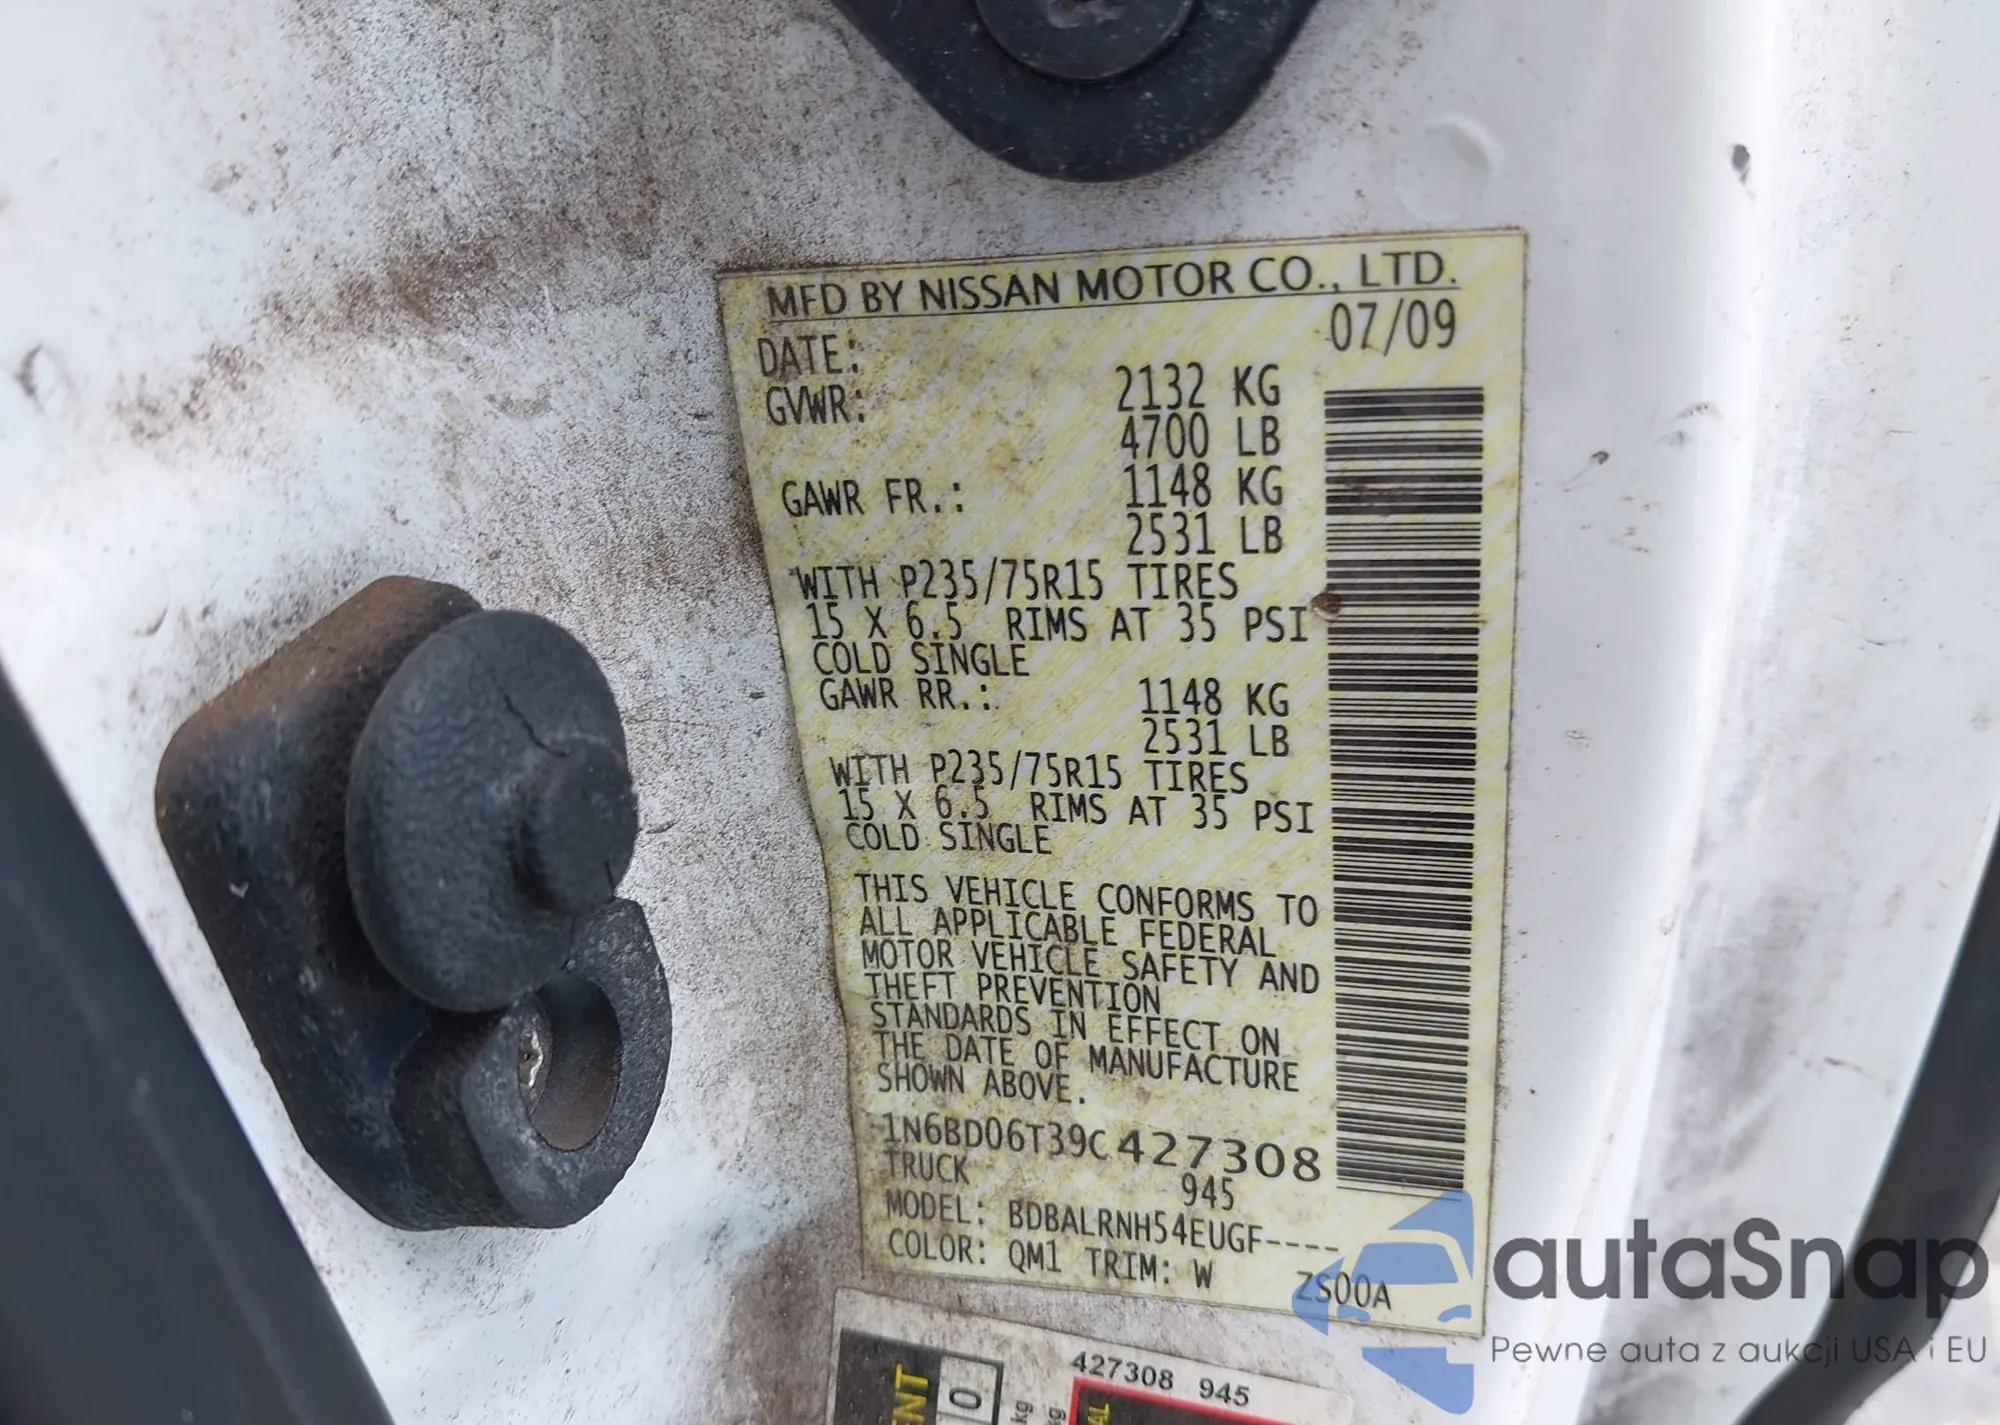 MFD BY NISSAN MOTOR CO., LTD.
DATE: 07/09
GVWR: 2132 KG
4700 LB
GAWR FR.: 1148 KG
2531 LB
WITH P235/75R15 TIRES
15 X 6.5 RIMS AT 35 PSI
COLD SINGLE
GAWR RR.: 1148 KG
2531 LB
WITH P235/75R15 TIRES
15 X 6.5 RIMS AT 35 PSI
COLD SINGLE
THIS VEHICLE CONFORMS TO
ALL APPLICABLE FEDERAL
MOTOR VEHICLE SAFETY AND
THEFT PREVENTION
STANDARDS IN EFFECT ON
THE DATE OF MANUFACTURE
SHOWN ABOVE.
1N6BD06T39C427308
TRUCK 945
MODEL: BDBALRNH54EUGF----
COLOR: QM1 TRIM: W ZS00A
427308 945
0
kg
kg
autaSnap
Pewne auta z aukcji USA i EU